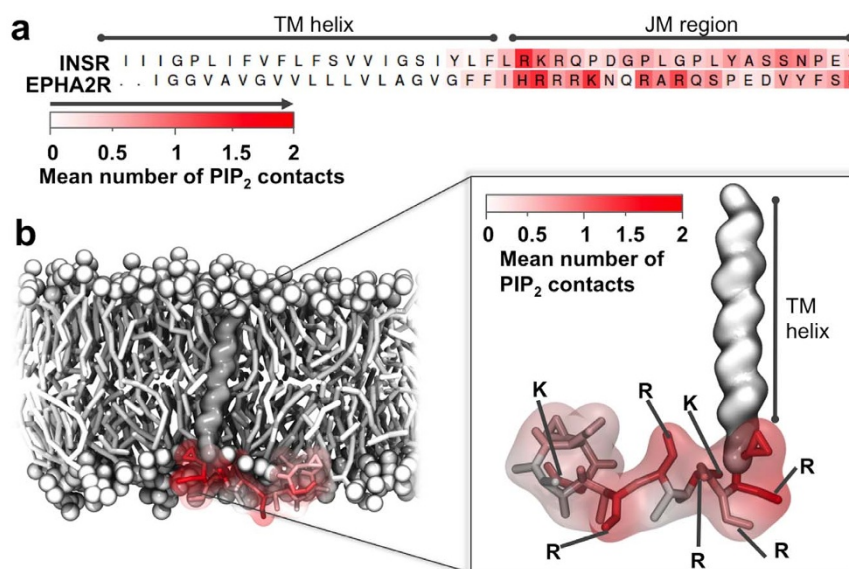 a
TM helix JM region
INSR I I I G P L I F V F L F S V V I G S I Y L F L R K R Q P D G P L G P L Y A S S N P E
EPHA2R . . I G G V A V G V V L L L V L A G V G F F I H R R R K N Q R A R Q S P E D V Y F S
0 0.5 1 1.5 2
Mean number of PIP2 contacts
b
0 0.5 1 1.5 2
Mean number of
PIP2 contacts
TM
helix
K
R
K
R
R
R
R